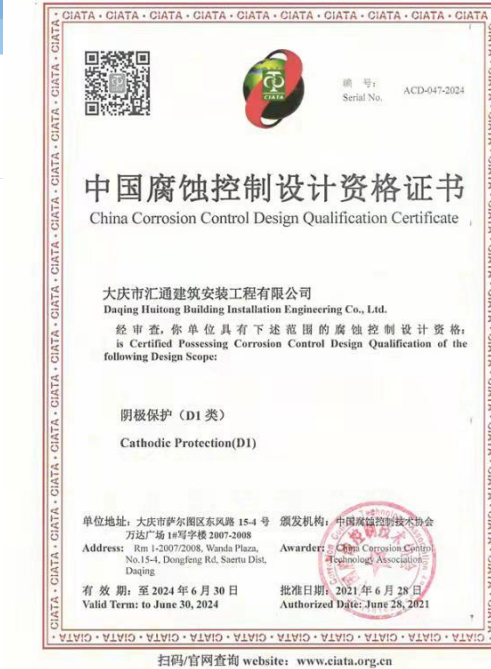 CIATA · CIATA · CIATA · CIATA · CIATA · CIATA · CIATA · CIATA · CIATA
CIATA
编 号:
Serial No.
ACD-047-2024
中国腐蚀控制设计资格证书
China Corrosion Control Design Qualification Certificate
大庆市汇通建筑安装工程有限公司
Daqing Huitong Building Installation Engineering Co., Ltd.
经审查,你单位具有下述范围的腐蚀控制设计资格:
is Certified Possessing Corrosion Control Design Qualification of the
following Design Scope:
阴极保护(D1 类)
Cathodic Protection(D1)
单位地址: 大庆市萨尔图区东风路 15-4 号
万达广场 1#写字楼 2007-2008
Address: Rm 1-2007/2008, Wanda Plaza,
No.15-4, Dongfeng Rd, Saertu Dist,
Daqing
颁发机构: 中国腐蚀控制技术协会
Awarder: China Corrosion Control
Technology Association
有 效 期: 至 2024 年 6 月 30 日
Valid Term: to June 30, 2024
批准日期: 2021 年 6 月 28 日
Authorized Date: June 28, 2021
扫码/官网查询 website: www.ciata.org.cn